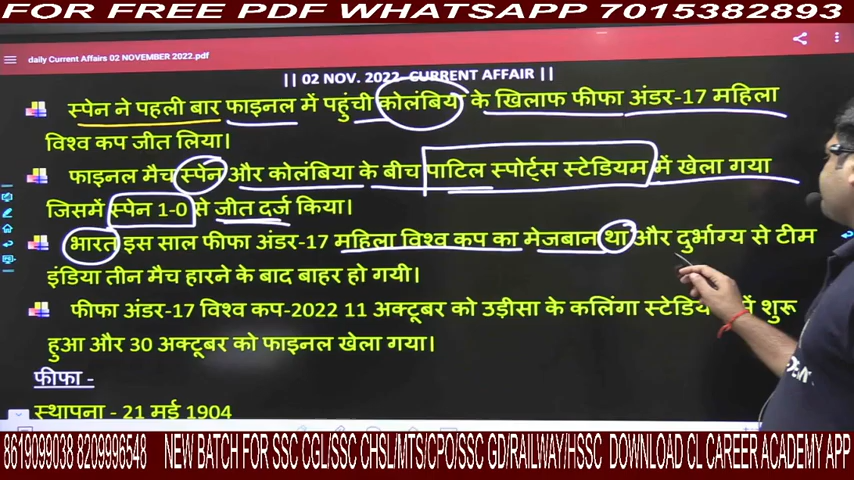 FOR FREE PDF WHATSAPP 7015382893
daily Current Affairs 02 NOVEMBER 2022.pdf
|| 02 NOV. 2022 CURRENT AFFAIR ||
स्पेन ने पहली बार फाइनल में पहुंची कोलंबिया के खिलाफ फीफा अंडर-17 महिला
विश्व कप जीत लिया।
फाइनल मैच स्पेन और कोलंबिया के बीच पाटिल स्पोर्ट्स स्टेडियम में खेला गया
जिसमें स्पेन 1-0 से जीत दर्ज किया।
भारत इस साल फीफा अंडर-17 महिला विश्व कप का मेजबान था और दुर्भाग्य से टीम
इंडिया तीन मैच हारने के बाद बाहर हो गयी।
फीफा अंडर-17 विश्व कप-2022 11 अक्टूबर को उड़ीसा के कलिंगा में शुरू
हुआ और 30 अक्टूबर को फाइनल खेला गया।
फीफा -
स्थापना - 21 मई 1904
8619099038 8209996548 NEW BATCH FOR SSC CGL/SSC CHSL/MTS/CPO/SSC GD/RAILWAY/HSSC DOWNLOAD CL CAREER ACADEMY APP